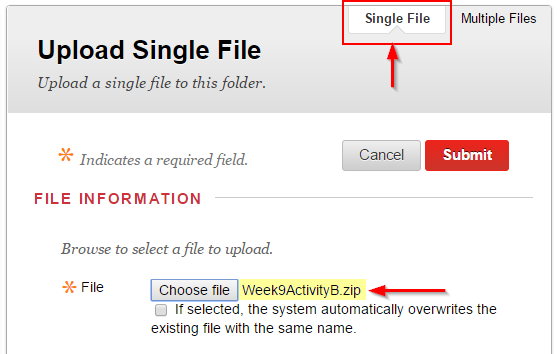 Single File
Multiple Files
Upload Single File
Upload a single file to this folder.
* Indicates a required field.
Cancel
Submit
FILE INFORMATION
Browse to select a file to upload.
* File
Choose file
Week9ActivityB.zip
If selected, the system automatically overwrites the
existing file with the same name.